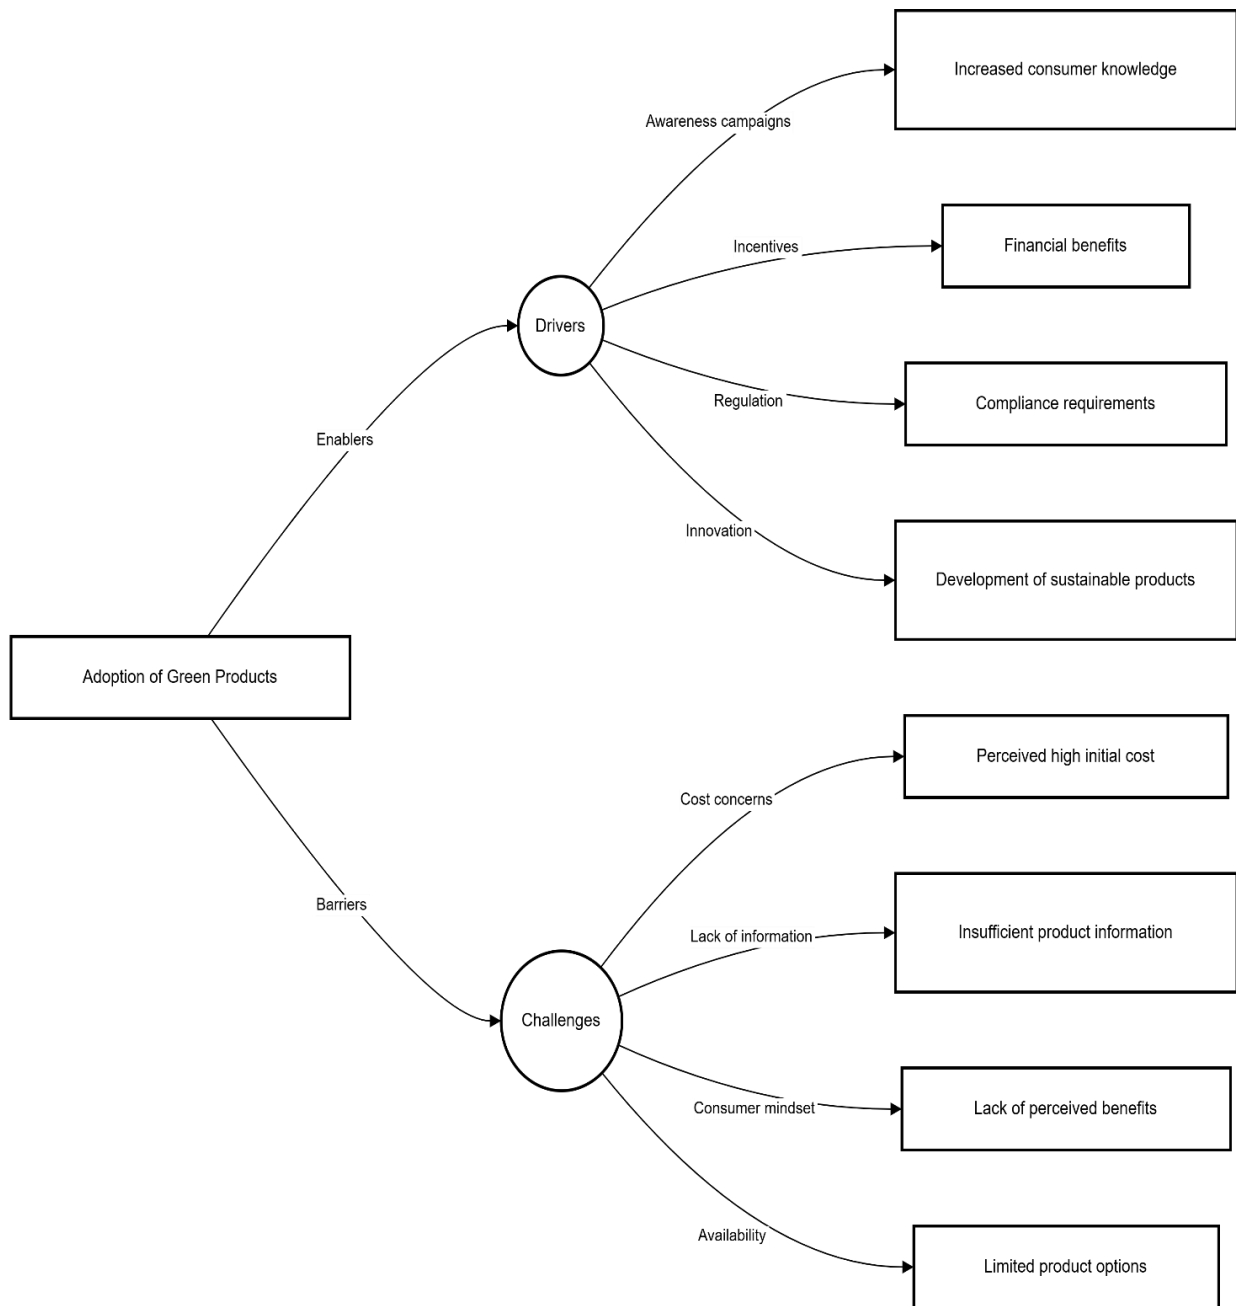 Increased consumer knowledge
Awareness campaigns
Incentives
Financial benefits
Drivers
Regulation
Compliance requirements
Enablers
Innovation
Development of sustainable products
Adoption of Green Products
Perceived high initial cost
Cost concerns
Barriers
Lack of information
Insufficient product information
Challenges
Consumer mindset
Lack of perceived benefits
Availability
Limited product options